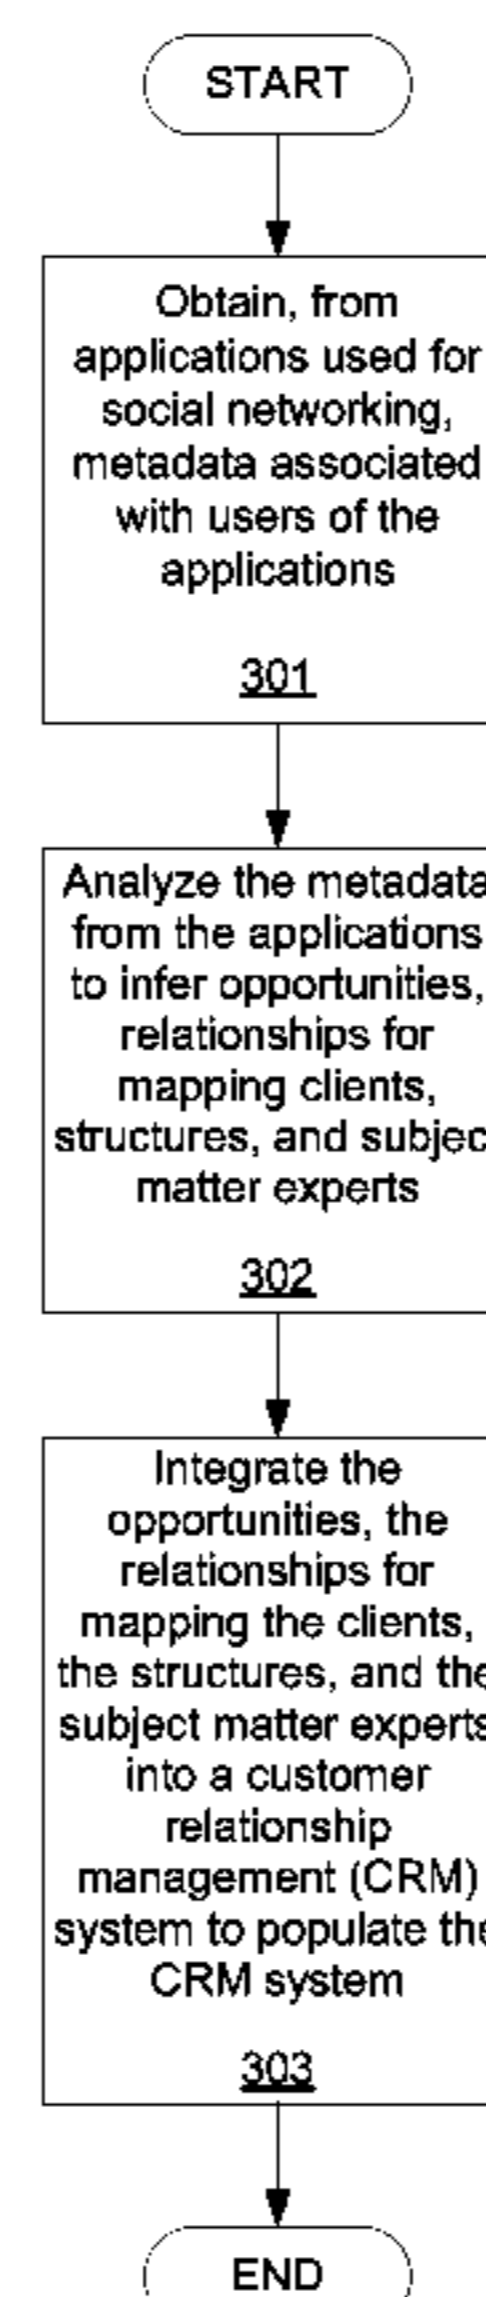 START
Obtain, from
applications used for
social networking,
metadata associated
with users of the
applications
301
Analyze the metadata
from the applications
to infer opportunities,
relationships for
mapping clients,
structures, and subjec
matter experts
302
Integrate the
opportunities, the
relationships for
mapping the clients,
the structures, and the
subject matter experts
into a customer
relationship
management (CRM)
system to populate the
CRM system
303
END